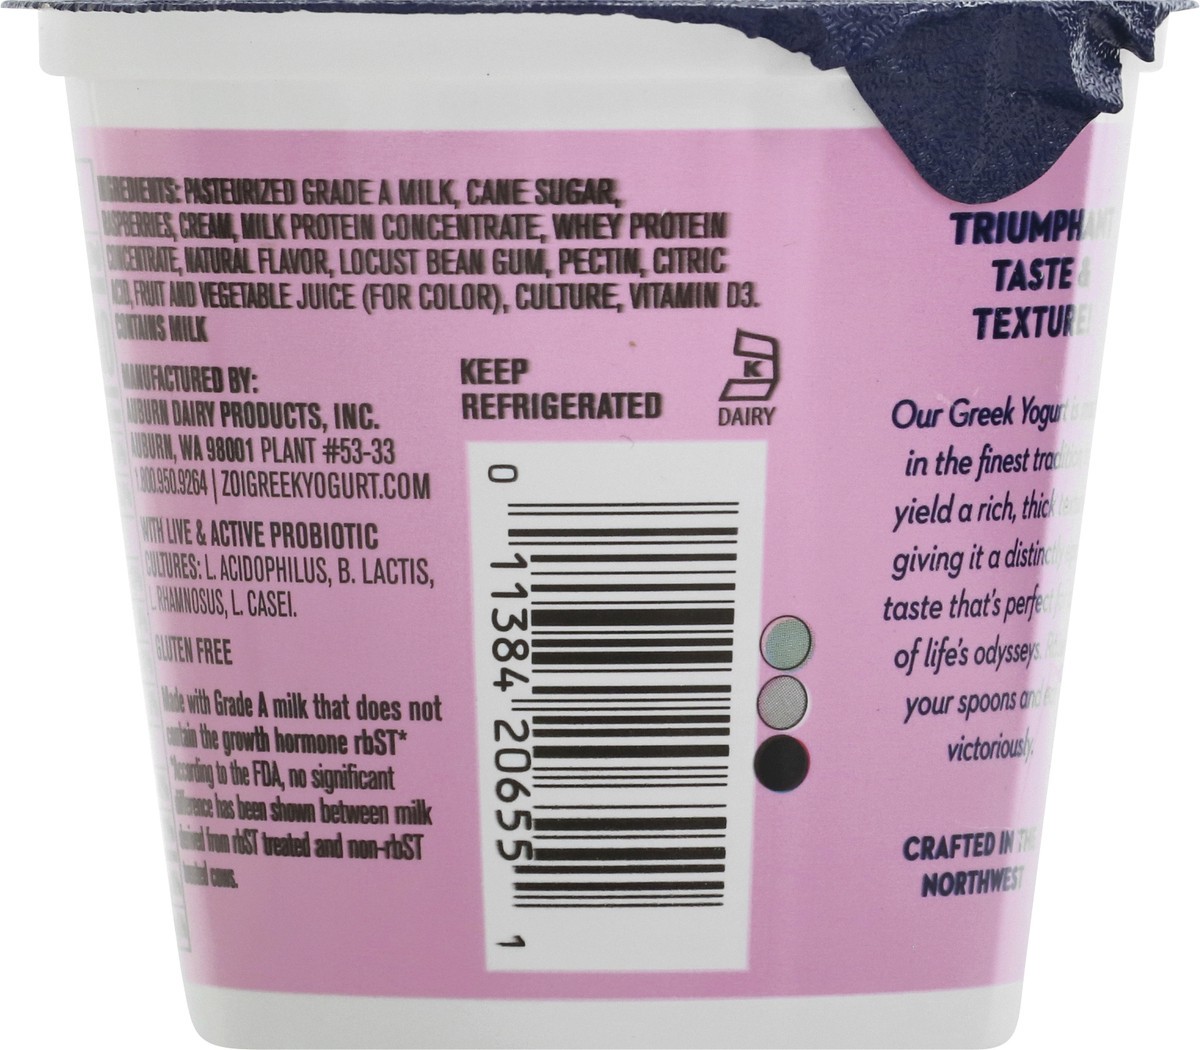 INGREDIENTS: PASTEURIZED GRADE A MILK, CANE SUGAR,
RASPBERRIES, CREAM, MILK PROTEIN CONCENTRATE, WHEY PROTEIN
CONCENTRATE, NATURAL FLAVOR, LOCUST BEAN GUM, PECTIN, CITRIC
ACID, FRUIT AND VEGETABLE JUICE (FOR COLOR), CULTURE, VITAMIN D3.
CONTAINS MILK
MANUFACTURED BY:
AUBURN DAIRY PRODUCTS, INC.
AUBURN, WA 98001 PLANT #53-33
1.800.950.9264 | ZOIGREEKYOGURT.COM
WITH LIVE & ACTIVE PROBIOTIC
CULTURES: L. ACIDOPHILUS, B. LACTIS,
L. RHAMNOSUS, L. CASEI.
GLUTEN FREE
Made with Grade A milk that does not
contain the growth hormone rbST*
*According to the FDA, no significant
difference has been shown between milk
derived from rbST treated and non-rbST
treated cows.
KEEP
REFRIGERATED
K
DAIRY
0 11384 20655 1
TRIUMPHANT
TASTE &
TEXTURE!
Our Greek Yogurt is
in the finest tradition
yield a rich, thick
giving it a distinctly
taste that's perfect
of life's odysseys.
your spoons and
victoriously.
CRAFTED IN THE
NORTHWEST